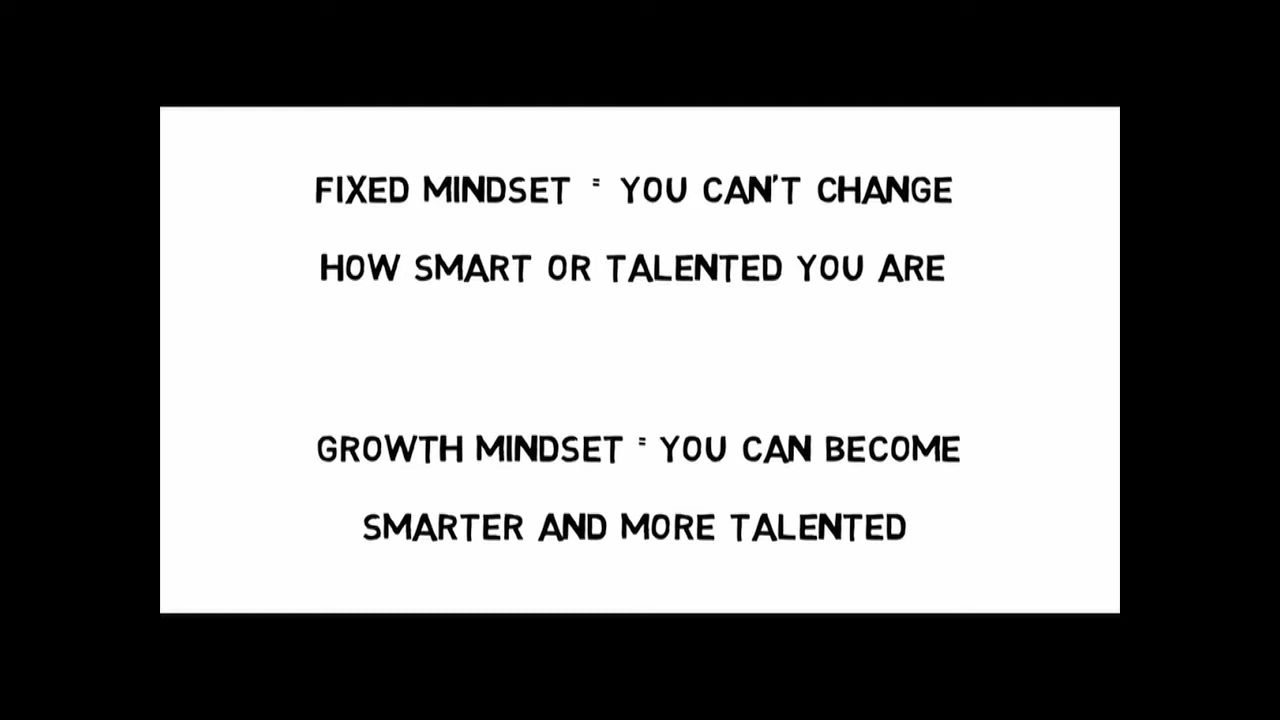 FIXED MINDSET = YOU CAN'T CHANGE
HOW SMART OR TALENTED YOU ARE
GROWTH MINDSET = YOU CAN BECOME
SMARTER AND MORE TALENTED